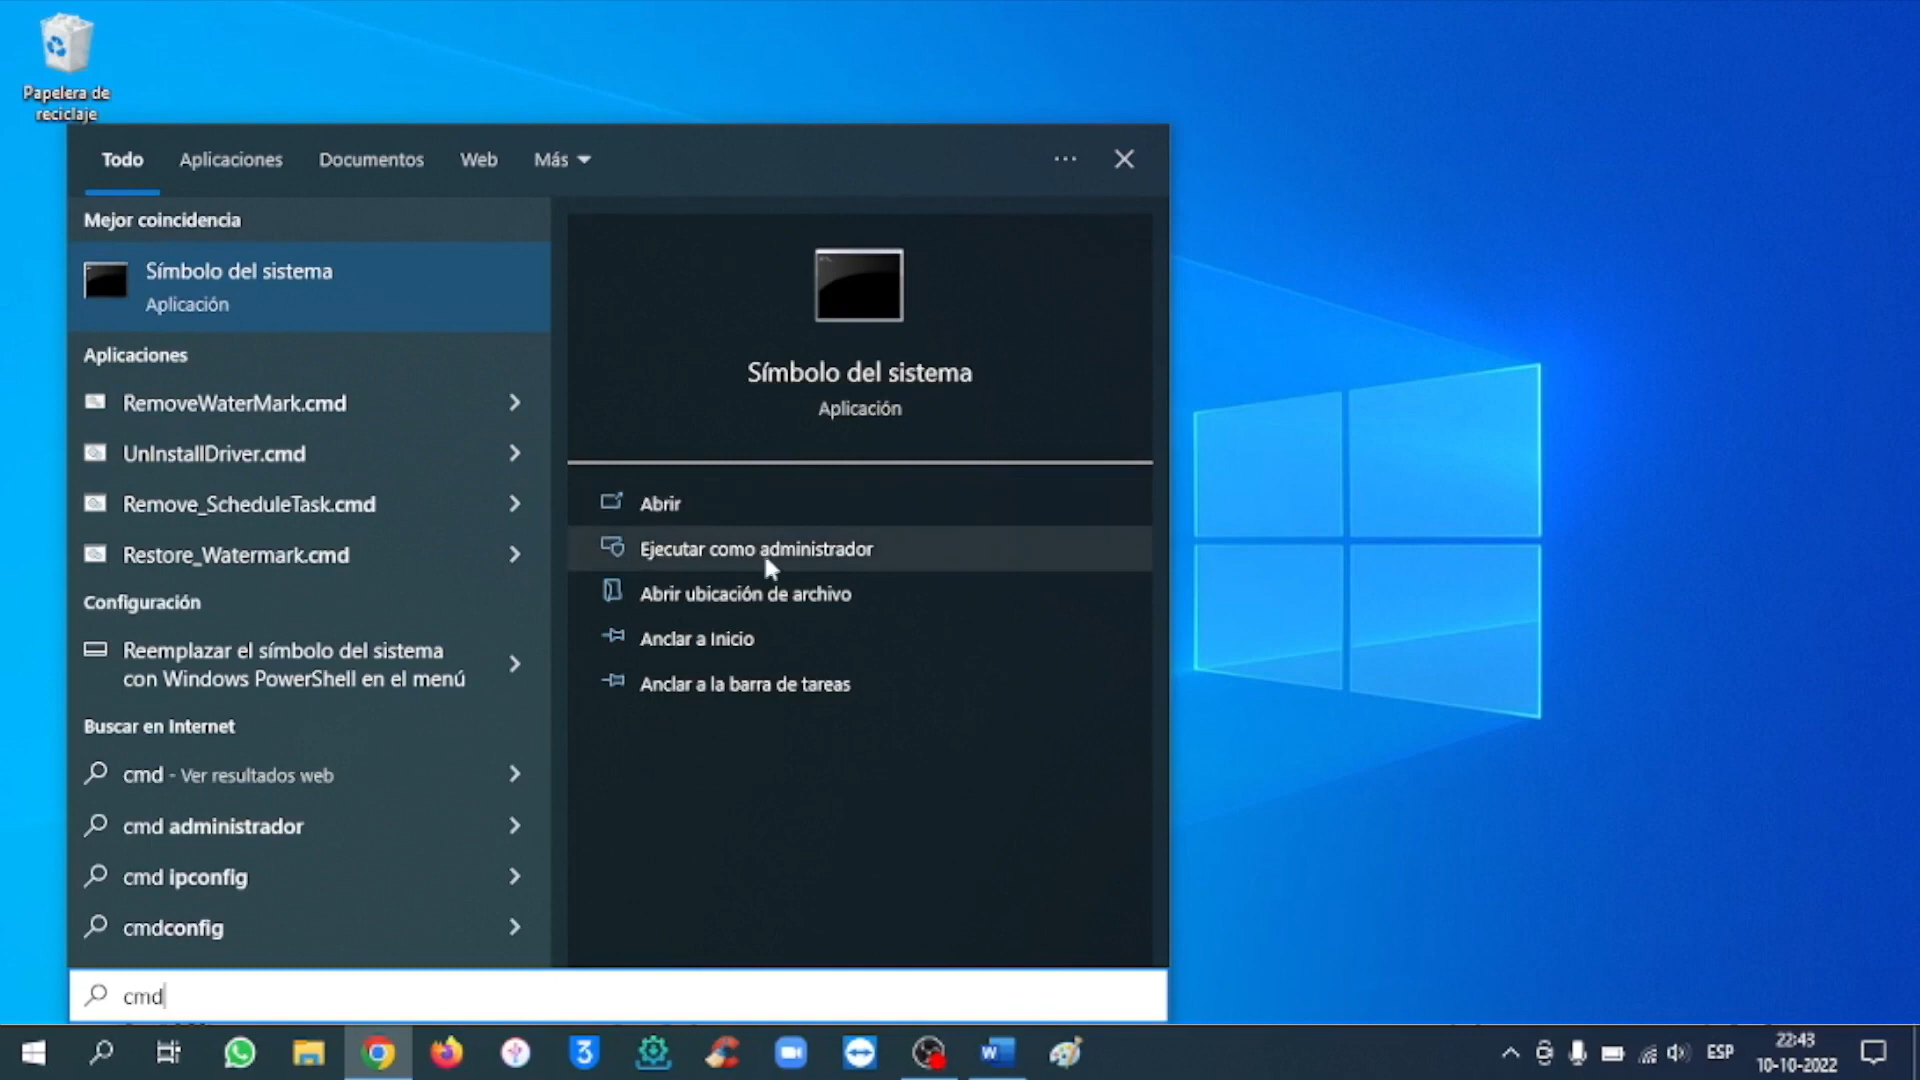 Papelera de
reciclaje
Todo
Aplicaciones
Documentos
Web
Más
Mejor coincidencia
Símbolo del sistema
Aplicación
Aplicaciones
RemoveWaterMark.cmd
UnInstallDriver.cmd
Remove_ScheduleTask.cmd
Restore_Watermark.cmd
Configuración
Reemplazar el símbolo del sistema
con Windows PowerShell en el menú
Buscar en Internet
cmd - Ver resultados web
cmd administrador
cmd ipconfig
cmdconfig
Símbolo del sistema
Aplicación
Abrir
Ejecutar como administrador
Abrir ubicación de archivo
Anclar a Inicio
Anclar a la barra de tareas
cmd
3
W
ESP
22:43
10-10-2022